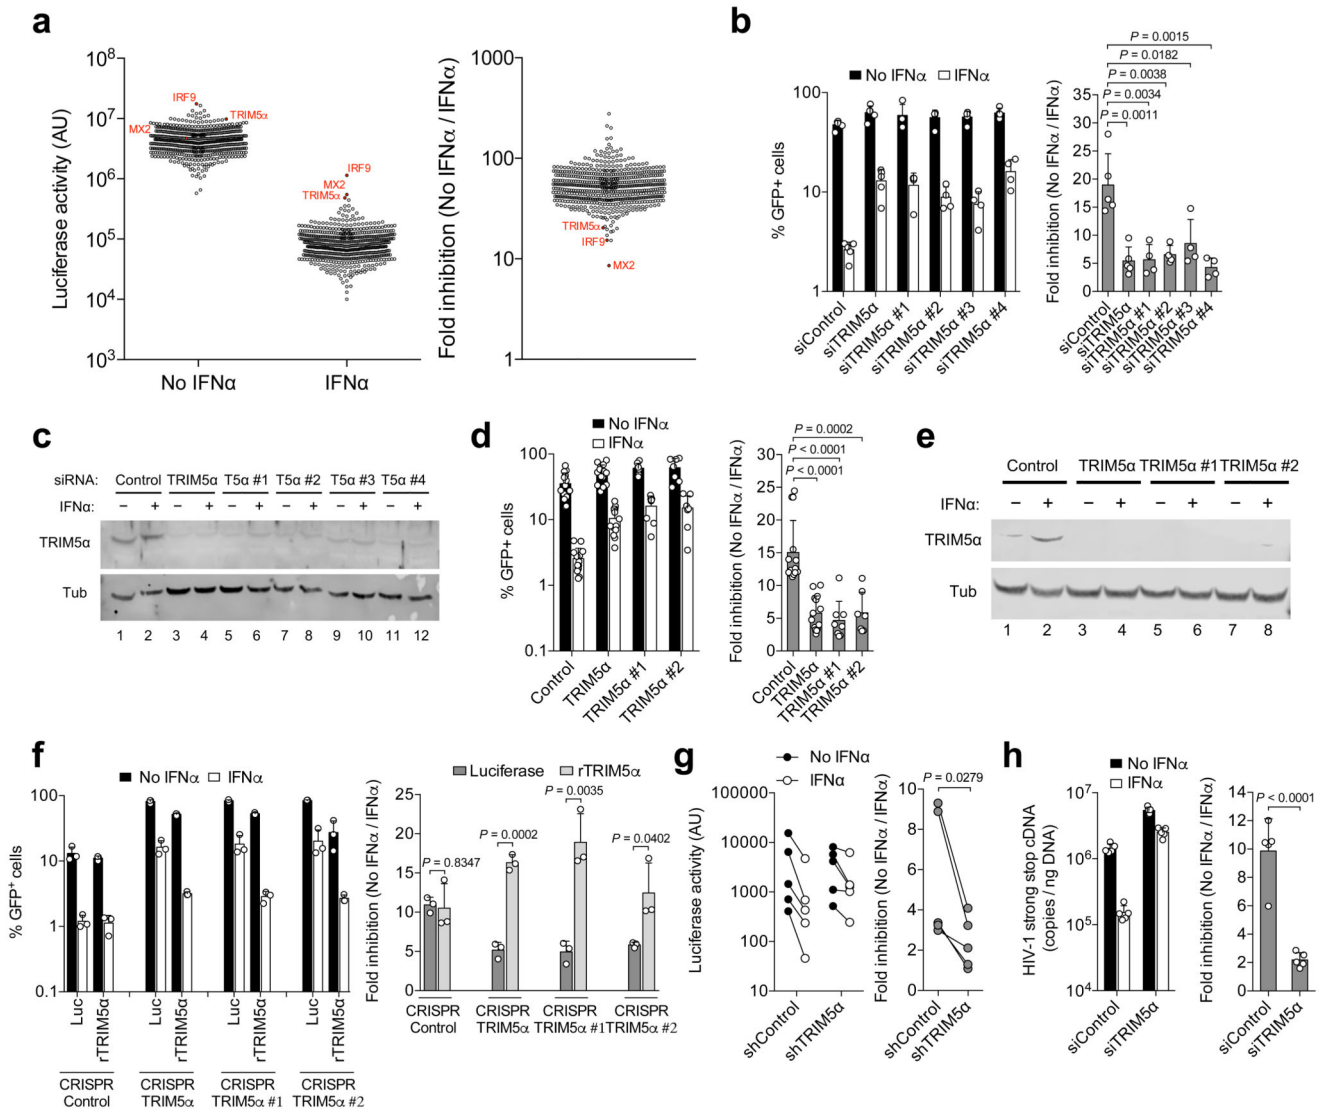 a
Luciferase activity (AU)
10⁸
10⁷
10⁶
10⁵
10⁴
10³
IRF9
TRIM5α
MX2
IRF9
MX2
TRIM5α
No IFNα
IFNα
Fold inhibition (No IFNα / IFNα)
1000
100
10
1
TRIM5α
IRF9
MX2
b
No IFNα
IFNα
% GFP+ cells
100
10
1
siControl
siTRIM5α
siTRIM5α #1
siTRIM5α #2
siTRIM5α #3
siTRIM5α #4
Fold inhibition (No IFNα / IFNα)
P = 0.0015
P = 0.0182
P = 0.0038
P = 0.0034
P = 0.0011
35
30
25
20
15
10
5
0
siControl
siTRIM5α
siTRIM5α #1
siTRIM5α #2
siTRIM5α #3
siTRIM5α #4
c
siRNA: Control TRIM5α T5α #1 T5α #2 T5α #3 T5α #4
IFNα: – + – + – + – + – + – +
TRIM5α
Tub
1 2 3 4 5 6 7 8 9 10 11 12
d
No IFNα
IFNα
% GFP+ cells
100
10
1
0.1
Control
TRIM5α
TRIM5α #1
TRIM5α #2
Fold inhibition (No IFNα / IFNα)
P = 0.0002
P < 0.0001
P < 0.0001
30
25
20
15
10
5
0
Control
TRIM5α
TRIM5α #1
TRIM5α #2
e
Control TRIM5α TRIM5α #1 TRIM5α #2
IFNα: – + – + – + – +
TRIM5α
Tub
1 2 3 4 5 6 7 8
f
No IFNα
IFNα
% GFP⁺ cells
100
10
1
0.1
Luc
rTRIM5α
Luc
rTRIM5α
Luc
rTRIM5α
Luc
rTRIM5α
CRISPR CRISPR CRISPR CRISPR
Control TRIM5α TRIM5α #1 TRIM5α #2
Luciferase
rTRIM5α
Fold inhibition (No IFNα / IFNα)
25
20
15
10
5
0
P = 0.8347
P = 0.0002
P = 0.0035
P = 0.0402
CRISPR CRISPR CRISPR CRISPR
Control TRIM5α TRIM5α #1 TRIM5α #2
g
No IFNα
IFNα
Luciferase activity (AU)
100000
10000
1000
100
10
shControl
shTRIM5α
Fold inhibition (No IFNα / IFNα)
P = 0.0279
10
8
6
4
2
0
shControl
shTRIM5α
h
No IFNα
IFNα
HIV-1 strong stop cDNA
(copies / ng DNA)
10⁷
10⁶
10⁵
10⁴
siControl
siTRIM5α
Fold inhibition (No IFNα / IFNα)
P < 0.0001
14
12
10
8
6
4
2
0
siControl
siTRIM5α